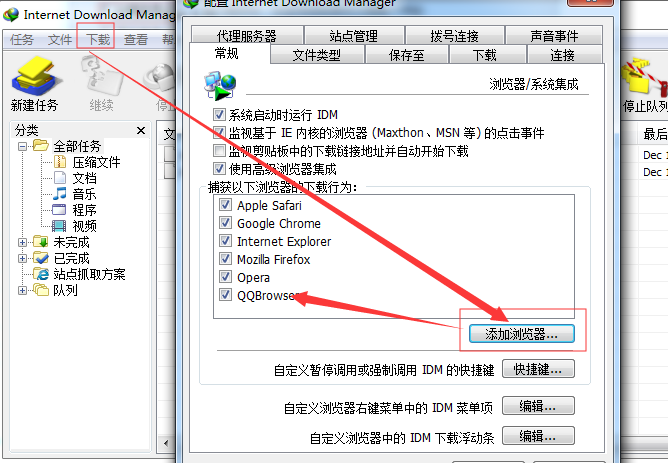 Internet Download Manager
任务 文件 下载 查看
新建任务 继续
分类
全部任务
压缩文件
文档
音乐
程序
视频
未完成
已完成
站点抓取方案
队列
配置 Internet Download Manager
代理服务器 站点管理 拨号连接 声音事件
常规 文件类型 保存至 下载 连接
浏览器/系统集成
系统启动时运行 IDM
监视基于 IE 内核的浏览器 (Maxthon、MSN 等) 的点击事件
监视剪贴板中的下载链接地址并自动开始下载
使用高级浏览器集成
捕获以下浏览器的下载行为:
Apple Safari
Google Chrome
Internet Explorer
Mozilla Firefox
Opera
QQBrowser
添加浏览器...
自定义暂停调用或强制调用 IDM 的快捷键 快捷键...
自定义浏览器右键菜单中的 IDM 菜单项 编辑...
自定义浏览器中的 IDM 下载浮动条 编辑...
停止队列
最后
Dec 1
Dec 1